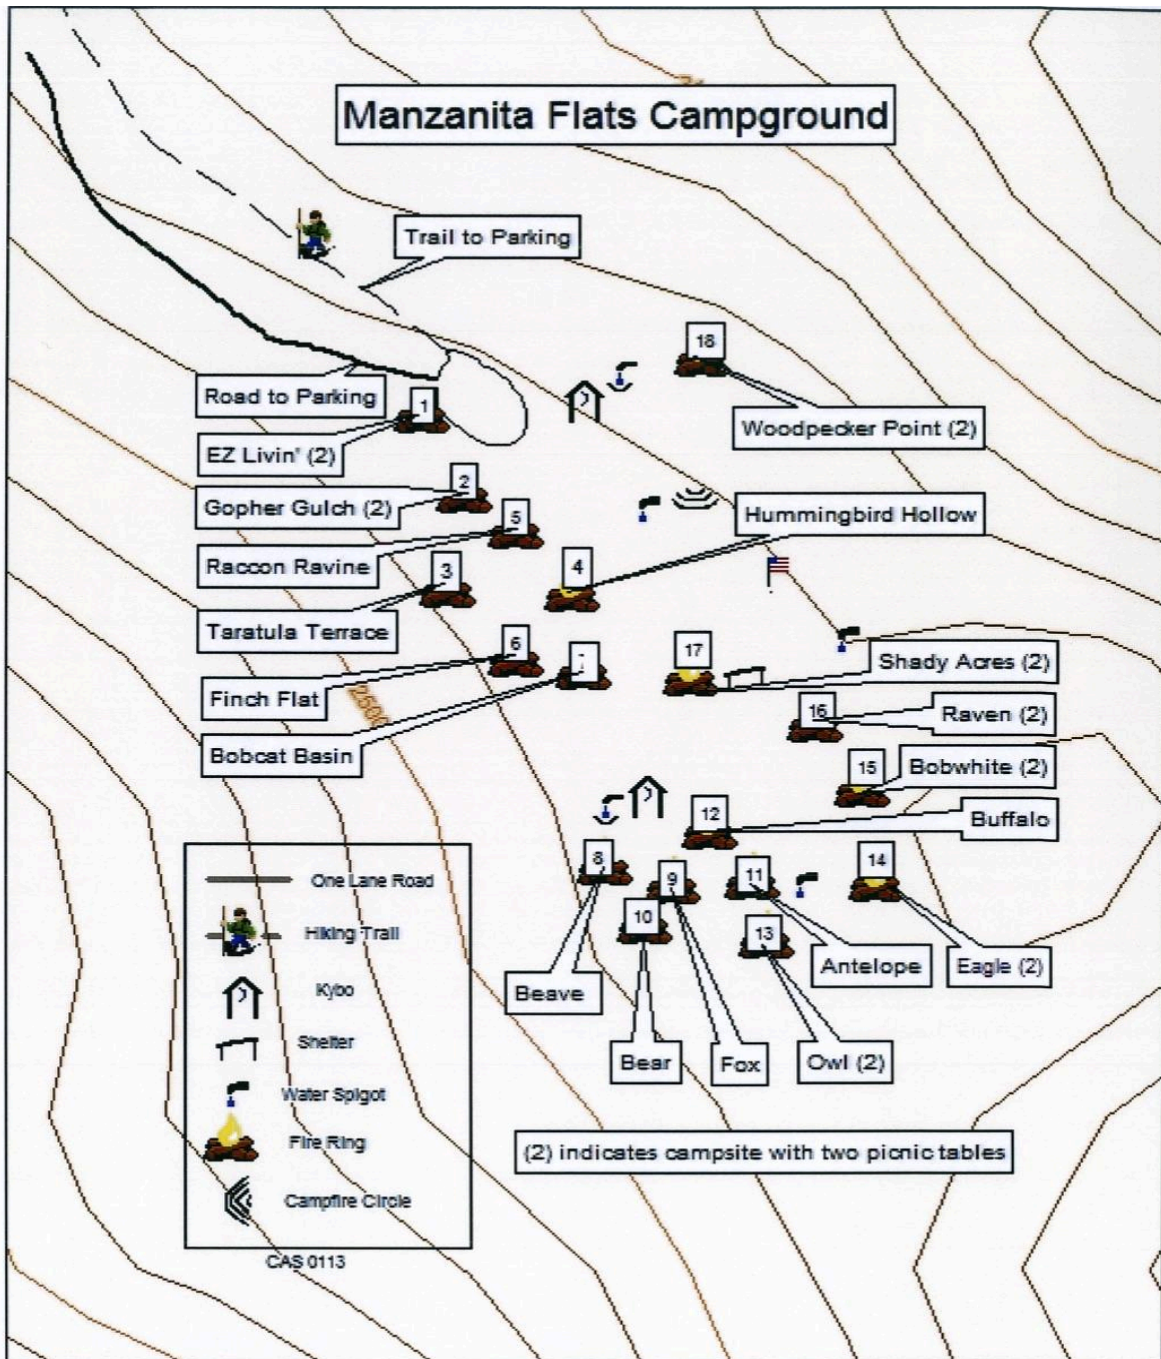 Manzanita Flats Campground
Trail to Parking
18
Road to Parking
1
Woodpecker Point (2)
EZ Livin' (2)
2
Gopher Gulch (2)
5
Hummingbird Hollow
Raccon Ravine
3
4
Taratula Terrace
6
7
17
Shady Acres (2)
Finch Flat
2500
16
Raven (2)
Bobcat Basin
15
Bobwhite (2)
12
Buffalo
8
9
11
14
10
13
Antelope
Eagle (2)
Beave
Bear
Fox
Owl (2)
(2) indicates campsite with two picnic tables
One Lane Road
Hiking Trail
Kybo
Shelter
Water Spigot
Fire Ring
Campfire Circle
CAS 0113